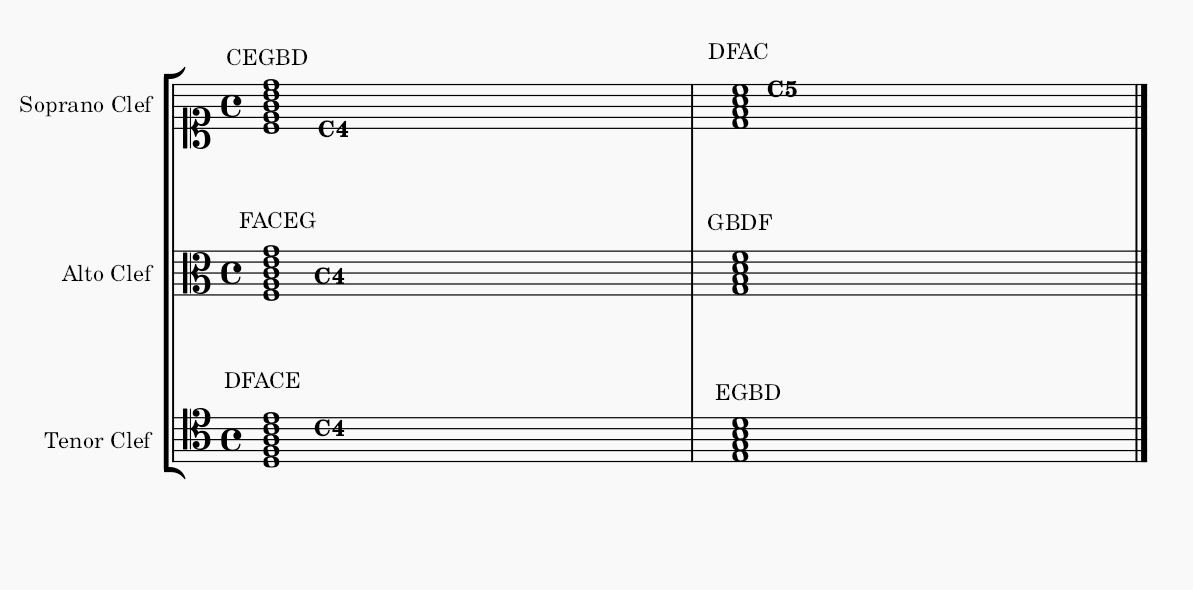 CEGBD
DFAC
Soprano Clef
C5
C4
FACEG
GBDF
Alto Clef
C4
DFACE
EGBD
Tenor Clef
C4